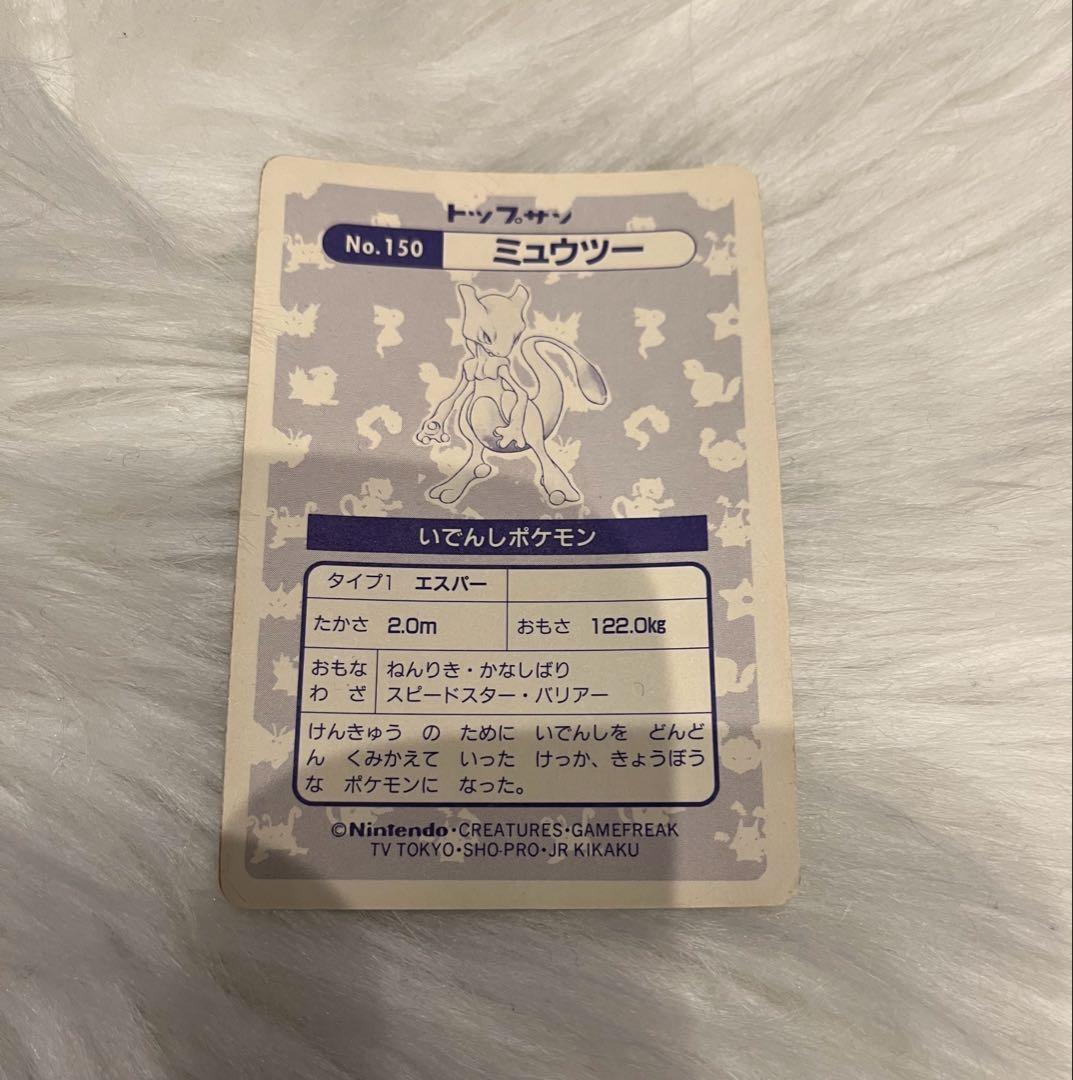 トップサン
No.150 ミュウツー
いでんしポケモン
タイプ1 エスパー
たかさ 2.0m おもさ 122.0kg
おもな わざ
ねんりき・かなしばり
スピードスター・バリアー
けんきゅう の ために いでんしを どんど
ん くみかえて いった けっか、きょうぼう
な ポケモンに なった。
©Nintendo・CREATURES・GAMEFREAK
TV TOKYO・SHO-PRO・JR KIKAKU